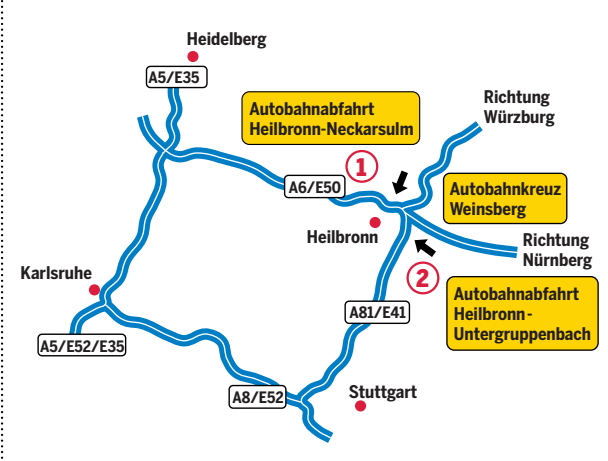 Heidelberg
A5/E35
Autobahnabfahrt
Heilbronn-Neckarsulm
Richtung
Würzburg
1
A6/E50
Autobahnkreuz
Weinsberg
Heilbronn
Richtung
Nürnberg
Karlsruhe
2
Autobahnabfahrt
Heilbronn-
Untergruppenbach
A81/E41
A5/E52/E35
A8/E52
Stuttgart